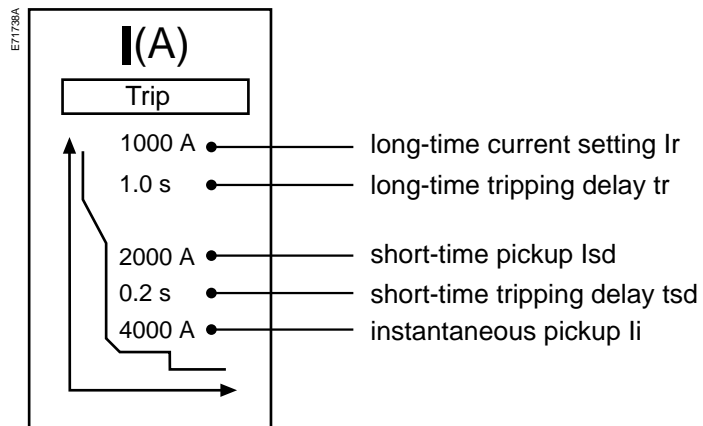 E71738A
I(A)
Trip
1000 A long-time current setting Ir
1.0 s long-time tripping delay tr
2000 A short-time pickup Isd
0.2 s short-time tripping delay tsd
4000 A instantaneous pickup Ii